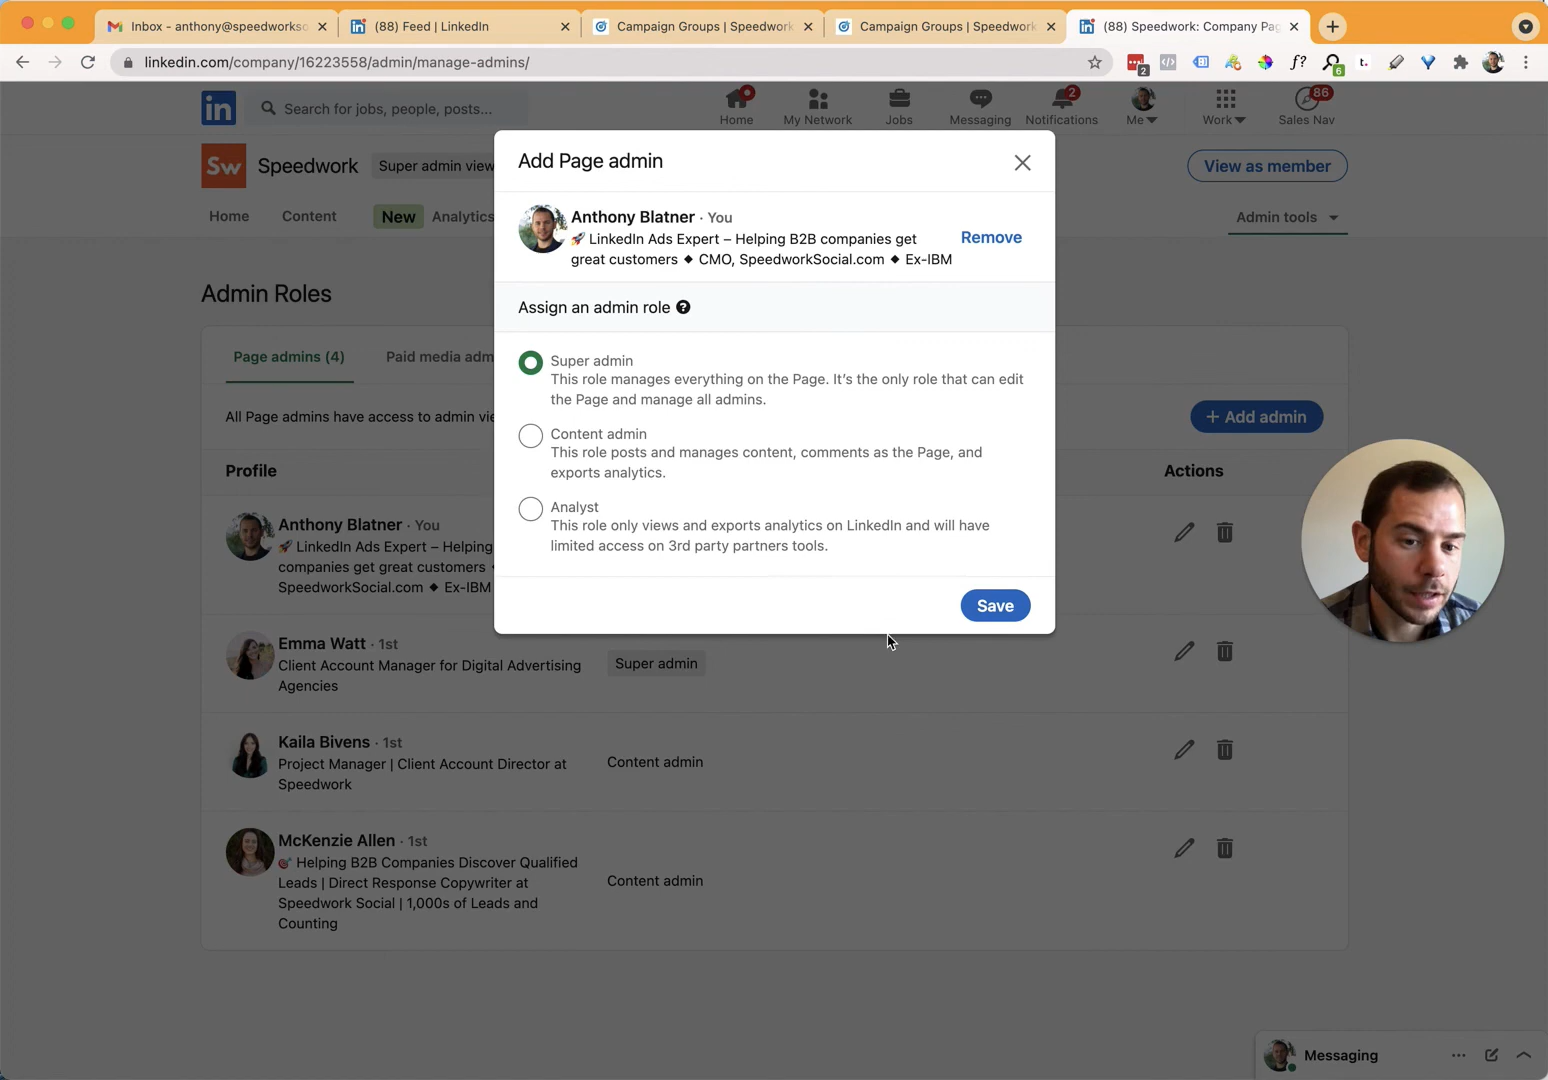 Inbox - anthony@speedworkso
(88) Feed | LinkedIn
Campaign Groups | Speedwork
Campaign Groups | Speedwork
(88) Speedwork: Company Pag
linkedin.com/company/16223558/admin/manage-admins/
2
f?
6
t.
in
Search for jobs, people, posts...
Home
My Network
Jobs
Messaging
2
Notifications
Me
Work
86
Sales Nav
Sw
Speedwork
Super admin view
View as member
Home
Content
New
Analytics
Admin tools
Add Page admin
Anthony Blatner · You
🚀 LinkedIn Ads Expert – Helping B2B companies get
great customers ◆ CMO, SpeedworkSocial.com ◆ Ex-IBM
Remove
Assign an admin role ?
Super admin
This role manages everything on the Page. It’s the only role that can edit
the Page and manage all admins.
Content admin
This role posts and manages content, comments as the Page, and
exports analytics.
Analyst
This role only views and exports analytics on LinkedIn and will have
limited access on 3rd party partners tools.
Save
Admin Roles
Page admins (4)
Paid media adm
All Page admins have access to admin vie
+ Add admin
Profile
Actions
Anthony Blatner · You
🚀 LinkedIn Ads Expert – Helping
companies get great customers
SpeedworkSocial.com ◆ Ex-IBM
Emma Watt · 1st
Client Account Manager for Digital Advertising
Agencies
Super admin
Kaila Bivens · 1st
Project Manager | Client Account Director at
Speedwork
Content admin
McKenzie Allen · 1st
🎯 Helping B2B Companies Discover Qualified
Leads | Direct Response Copywriter at
Speedwork Social | 1,000s of Leads and
Counting
Content admin
Messaging